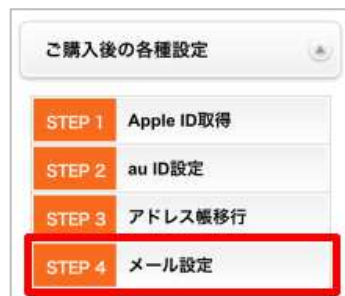 ご購入後の各種設定
STEP 1 Apple ID取得
STEP 2 au ID設定
STEP 3 アドレス帳移行
STEP 4 メール設定